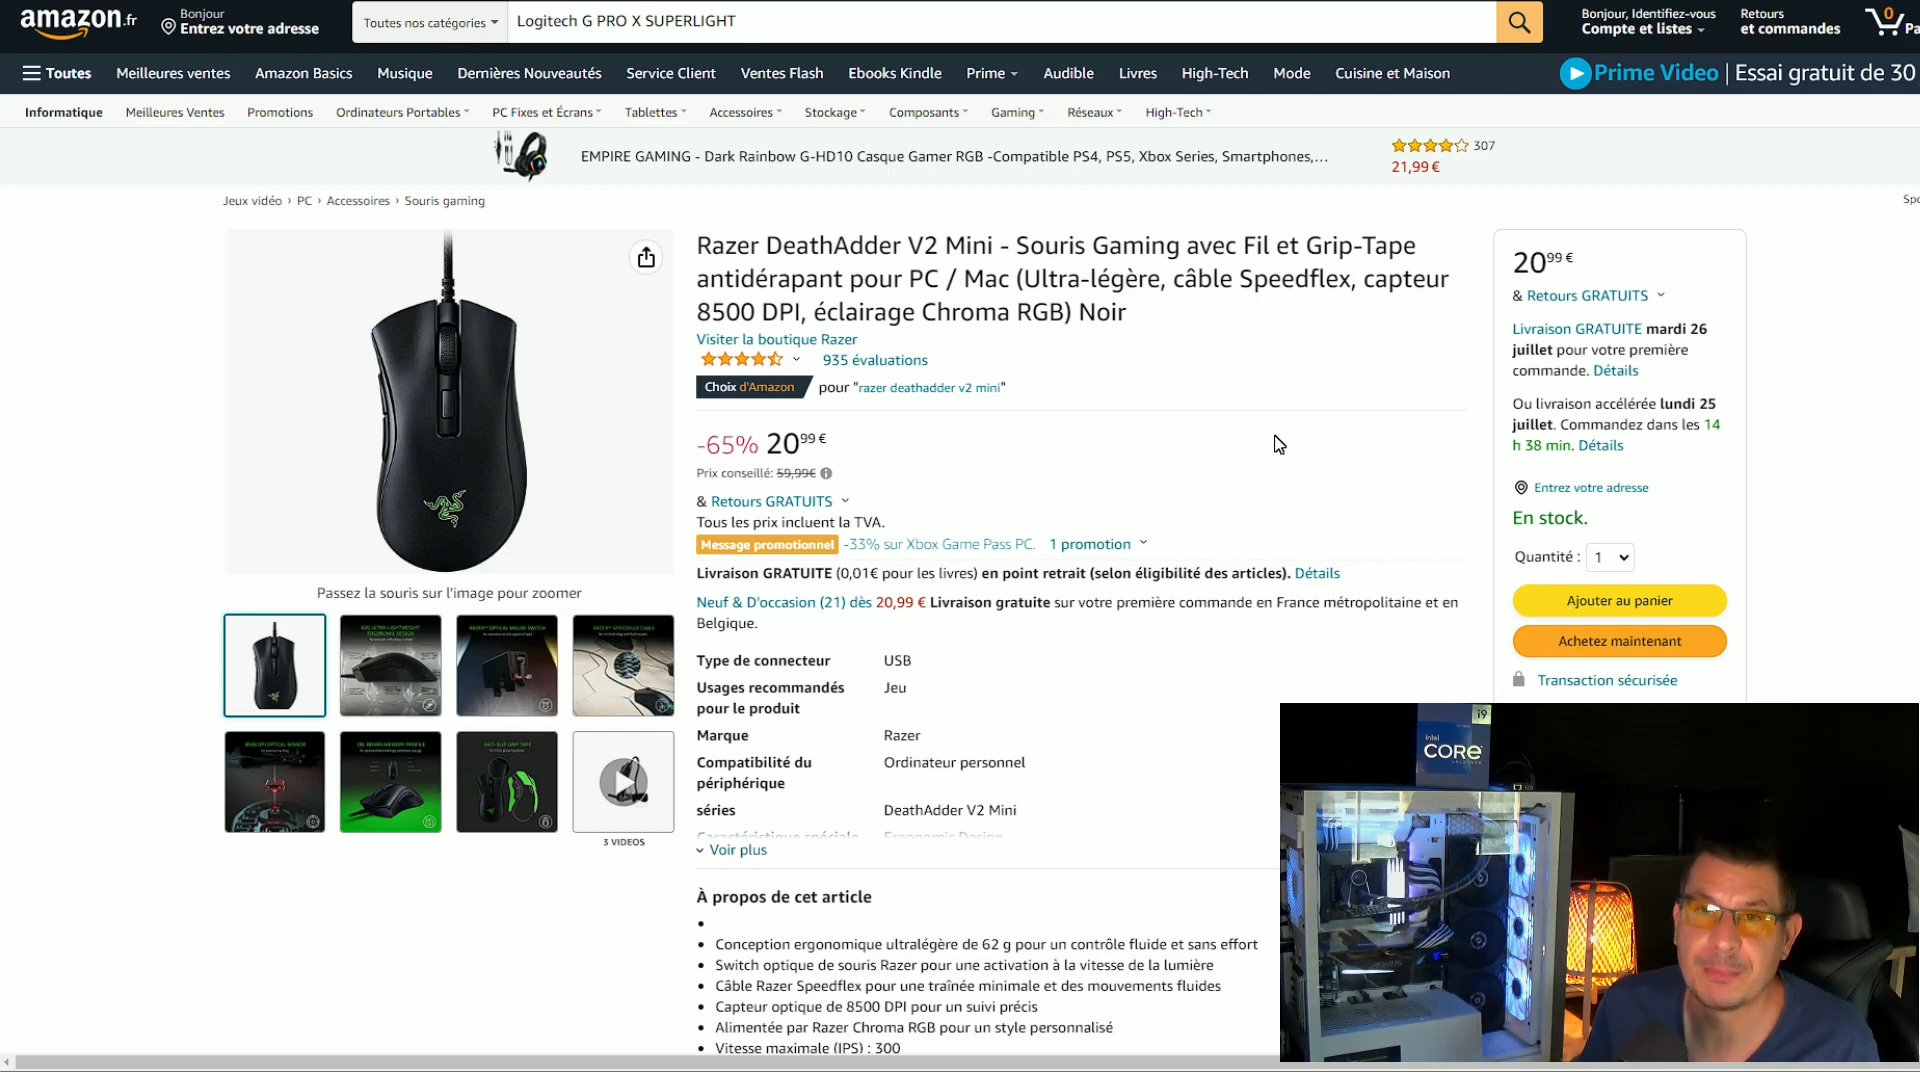 amazon.fr
Bonjour
Entrez votre adresse
Toutes nos catégories
Logitech G PRO X SUPERLIGHT
Bonjour, Identifiez-vous
Compte et listes
Retours
et commandes
0
Pa
Toutes
Meilleures ventes
Amazon Basics
Musique
Dernières Nouveautés
Service Client
Ventes Flash
Ebooks Kindle
Prime
Audible
Livres
High-Tech
Mode
Cuisine et Maison
Prime Video | Essai gratuit de 30
Informatique
Meilleures Ventes
Promotions
Ordinateurs Portables
PC Fixes et Écrans
Tablettes
Accessoires
Stockage
Composants
Gaming
Réseaux
High-Tech
EMPIRE GAMING - Dark Rainbow G-HD10 Casque Gamer RGB -Compatible PS4, PS5, Xbox Series, Smartphones,...
307
21,99 €
Jeux vidéo › PC › Accessoires › Souris gaming
Spo
Razer DeathAdder V2 Mini - Souris Gaming avec Fil et Grip-Tape
antidérapant pour PC / Mac (Ultra-légère, câble Speedflex, capteur
8500 DPI, éclairage Chroma RGB) Noir
Visiter la boutique Razer
935 évaluations
Choix d'Amazon pour "razer deathadder v2 mini"
-65% 20,99 €
Prix conseillé: 59,99€
& Retours GRATUITS
Tous les prix incluent la TVA.
Message promotionnel -33% sur Xbox Game Pass PC. 1 promotion
Livraison GRATUITE (0,01€ pour les livres) en point retrait (selon éligibilité des articles). Détails
Neuf & D'occasion (21) dès 20,99 € Livraison gratuite sur votre première commande en France métropolitaine et en
Belgique.
Type de connecteur USB
Usages recommandés Jeu
pour le produit
Marque Razer
Compatibilité du Ordinateur personnel
périphérique
séries DeathAdder V2 Mini
Caractéristique spéciale Ergonomic Design
Voir plus
À propos de cet article
Conception ergonomique ultralégère de 62 g pour un contrôle fluide et sans effort
Switch optique de souris Razer pour une activation à la vitesse de la lumière
Câble Razer Speedflex pour une traînée minimale et des mouvements fluides
Capteur optique de 8500 DPI pour un suivi précis
Alimentée par Razer Chroma RGB pour un style personnalisé
Vitesse maximale (IPS) : 300
Passez la souris sur l'image pour zoomer
3 VIDEOS
20 99 €
& Retours GRATUITS
Livraison GRATUITE mardi 26
juillet pour votre première
commande. Détails
Ou livraison accélérée lundi 25
juillet. Commandez dans les 14
h 38 min. Détails
Entrez votre adresse
En stock.
Quantité : 1
Ajouter au panier
Achetez maintenant
Transaction sécurisée
i9
intel
CORE